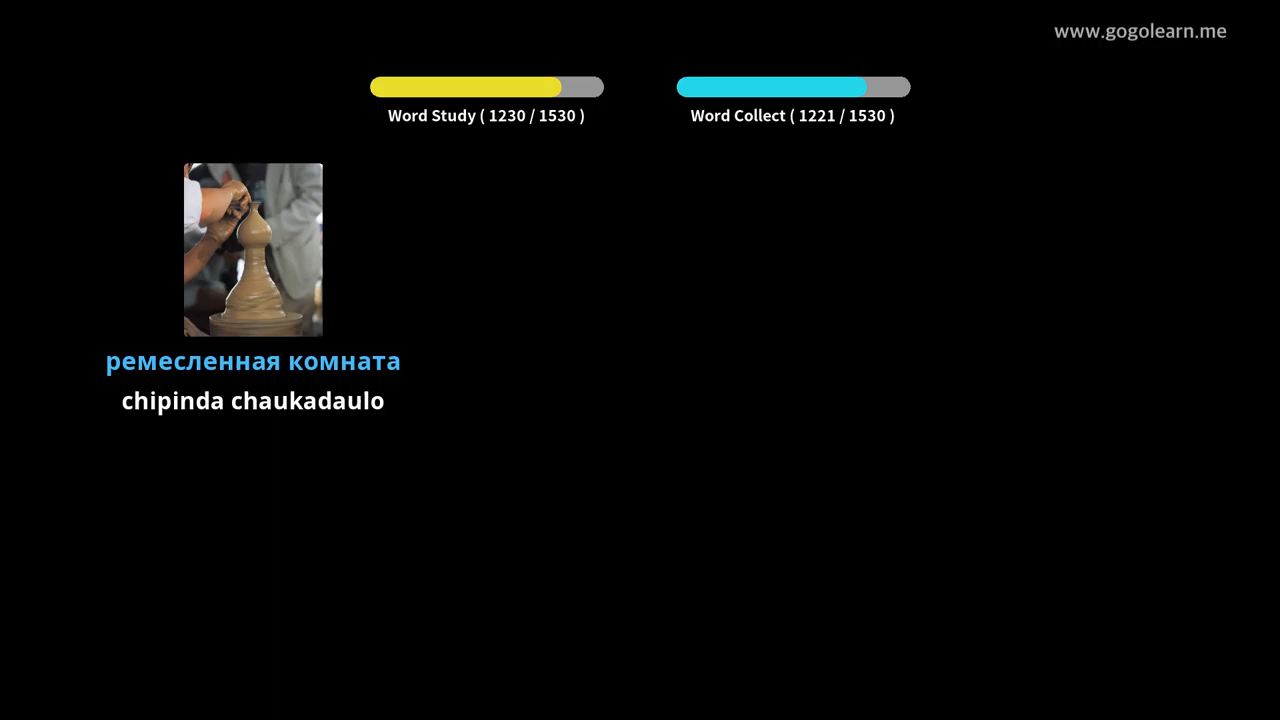 www.gogolearn.me
Word Study ( 1230 / 1530 )
Word Collect ( 1221 / 1530 )
ремесленная комната
chipinda chaukadaulo